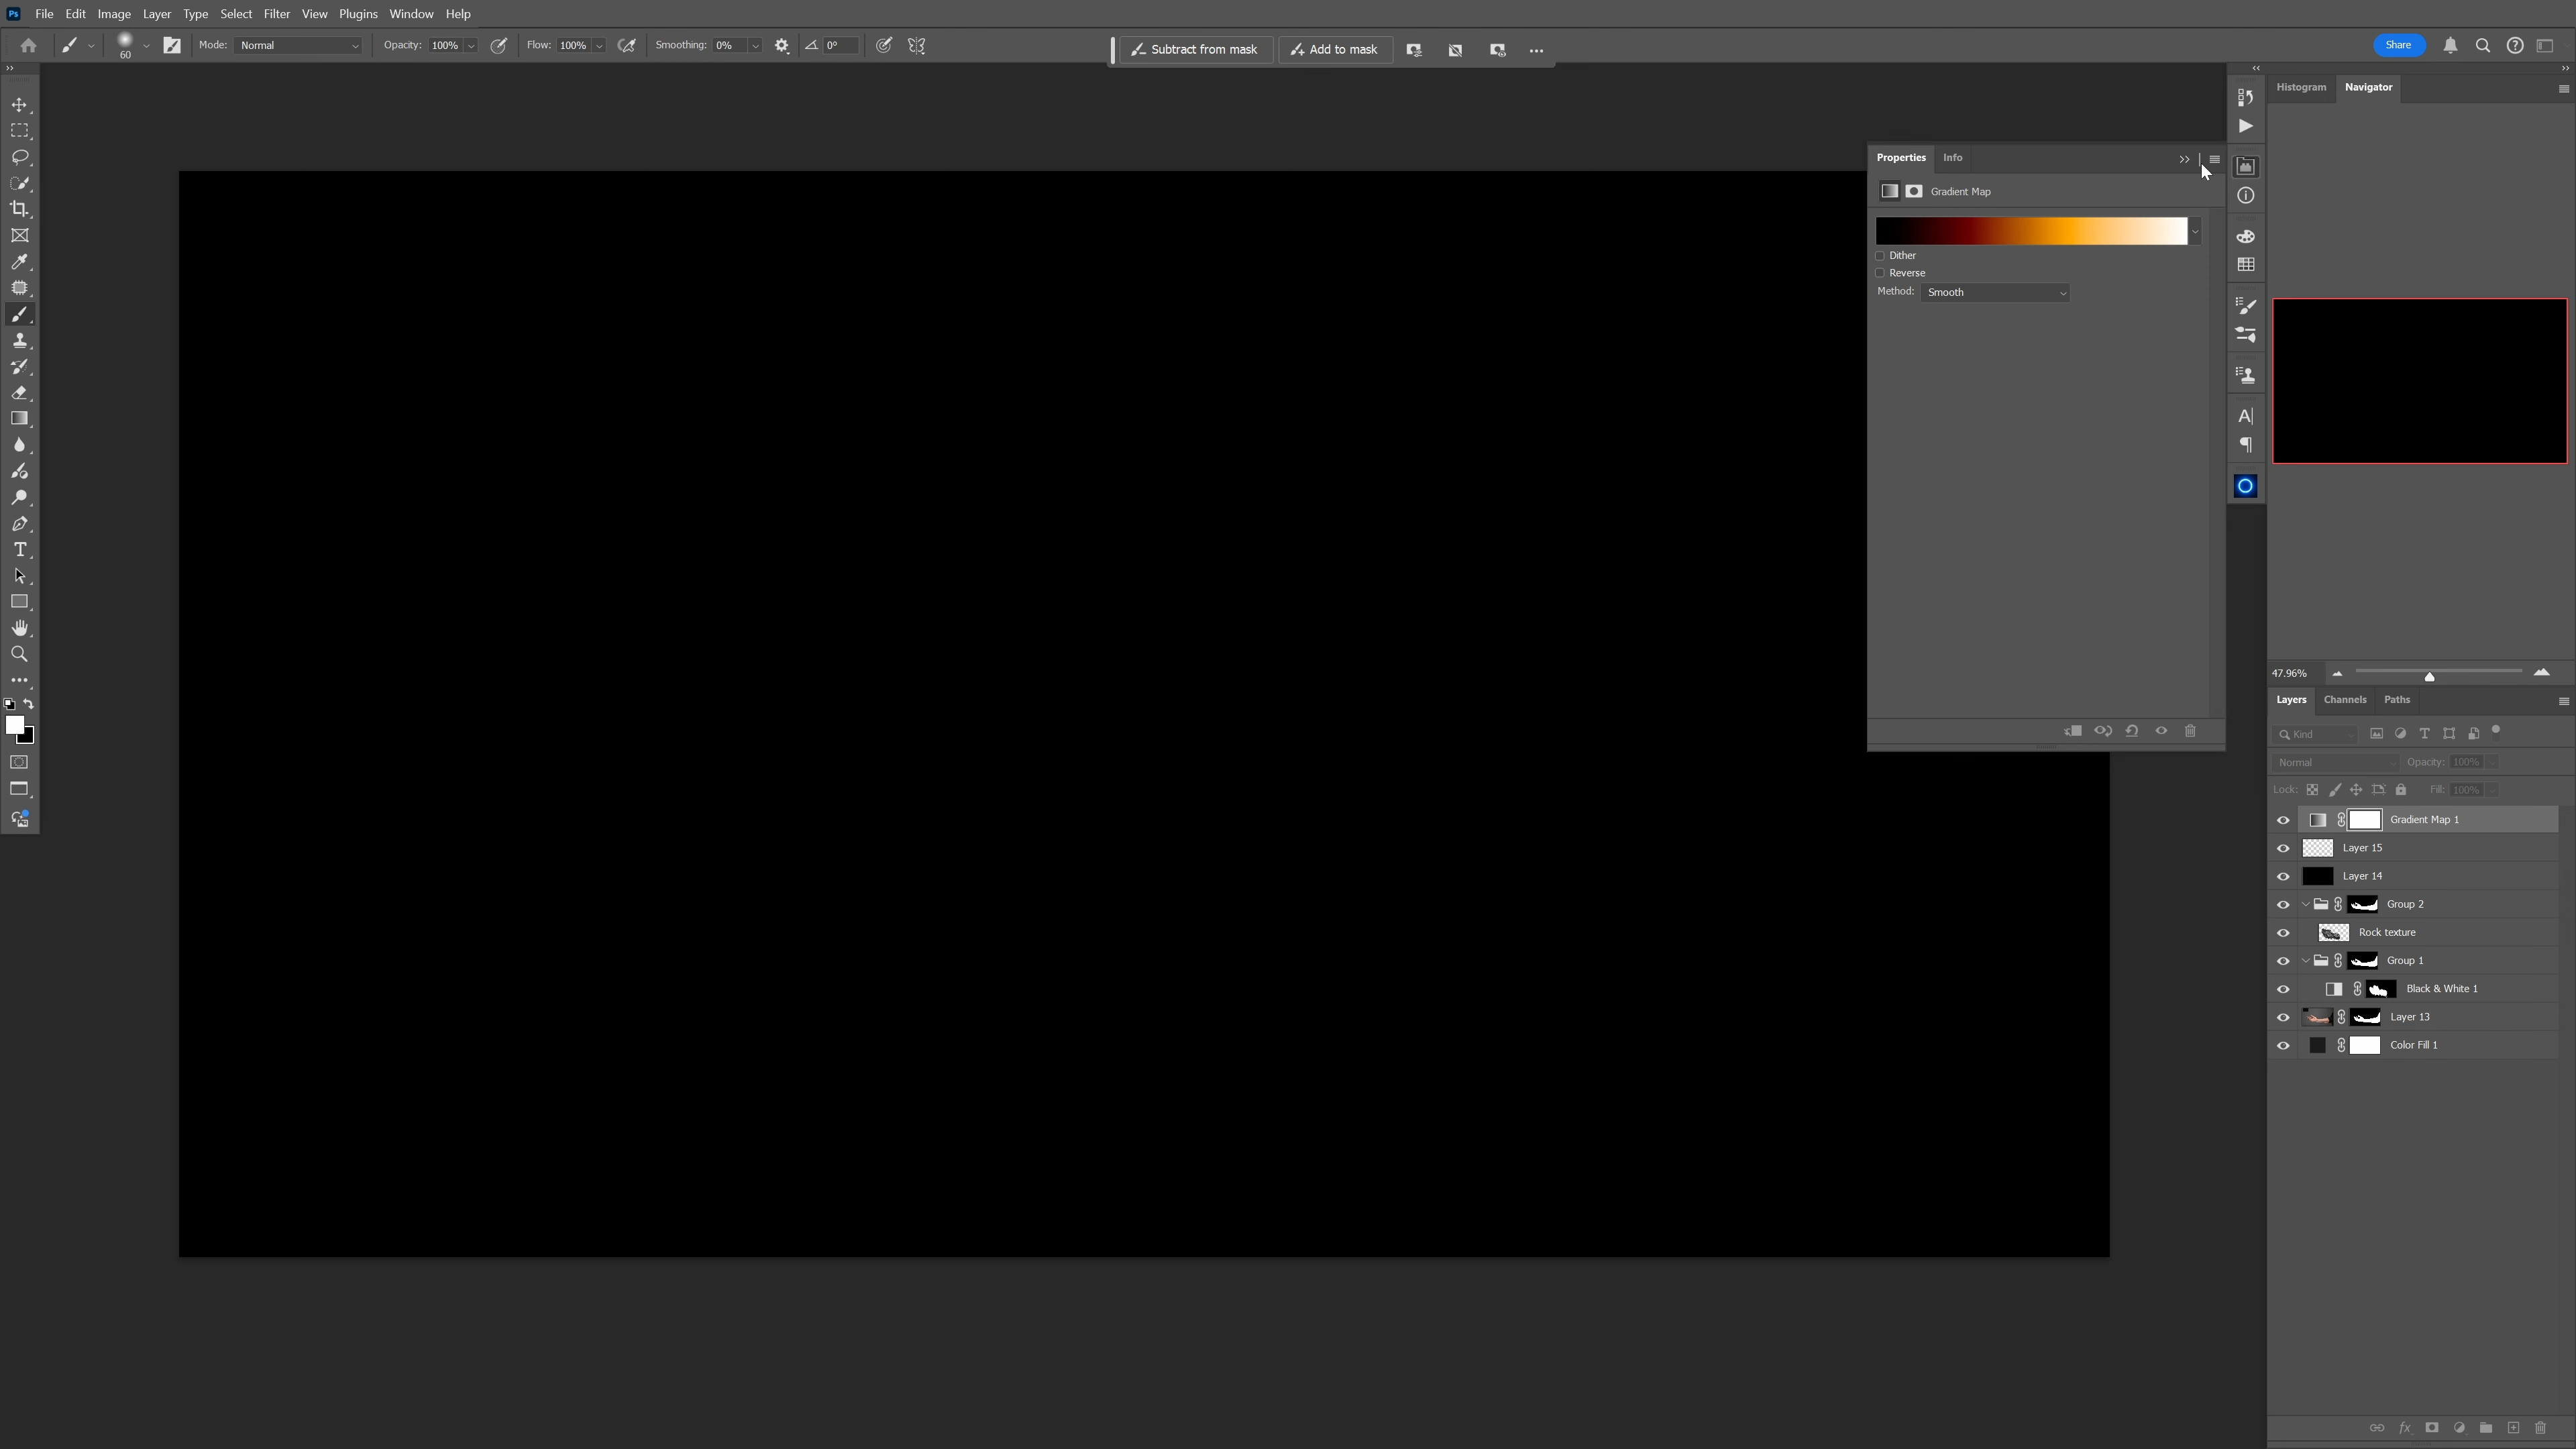 Ps File Edit Image Layer Type Select Filter View Plugins Window Help
60 Mode: Normal Opacity: 100% Flow: 100% Smoothing: 0% 0° Subtract from mask Add to mask Share
Histogram Navigator
Properties Info
Gradient Map
Dither
Reverse
Method: Smooth
47.96%
Layers Channels Paths
Kind
Normal Opacity: 100%
Lock: Fill: 100%
Gradient Map 1
Layer 15
Layer 14
Group 2
Rock texture
Group 1
Black & White 1
Layer 13
Color Fill 1